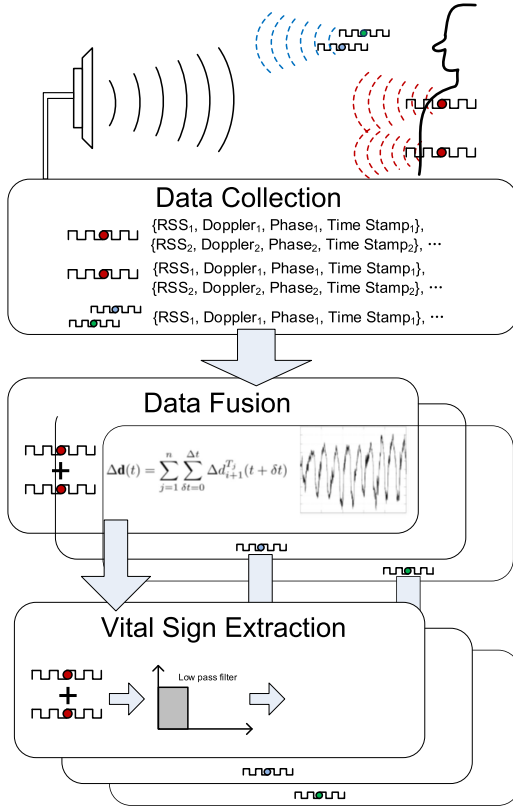 Data Collection
{RSS₁, Doppler₁, Phase₁, Time Stamp₁},
{RSS₂, Doppler₂, Phase₂, Time Stamp₂}, ···
{RSS₁, Doppler₁, Phase₁, Time Stamp₁},
{RSS₂, Doppler₂, Phase₂, Time Stamp₂}, ···
{RSS₁, Doppler₁, Phase₁, Time Stamp₁}, ···
Data Fusion
+
Δ𝐝(t) = ∑_{j=1}^{n} ∑_{δt=0}^{Δt} Δd_{i+1}^{T_j}(t + δt)
Vital Sign Extraction
Low pass filter
+